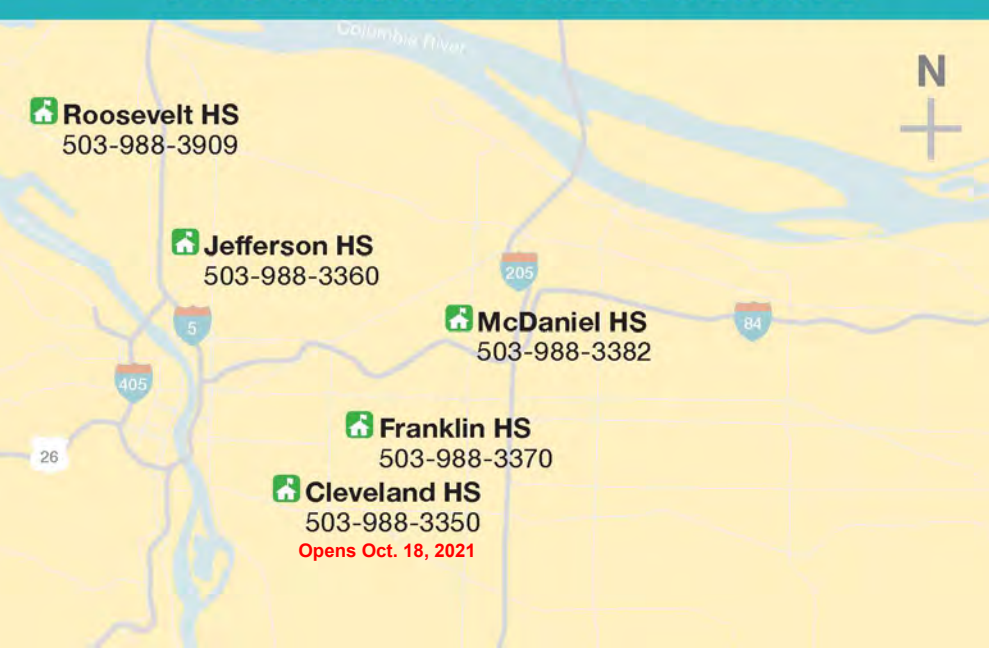 Columbia River
N
Roosevelt HS
503-988-3909
Jefferson HS
503-988-3360
205
McDaniel HS
503-988-3382
5
84
405
Franklin HS
503-988-3370
26
Cleveland HS
503-988-3350
Opens Oct. 18, 2021